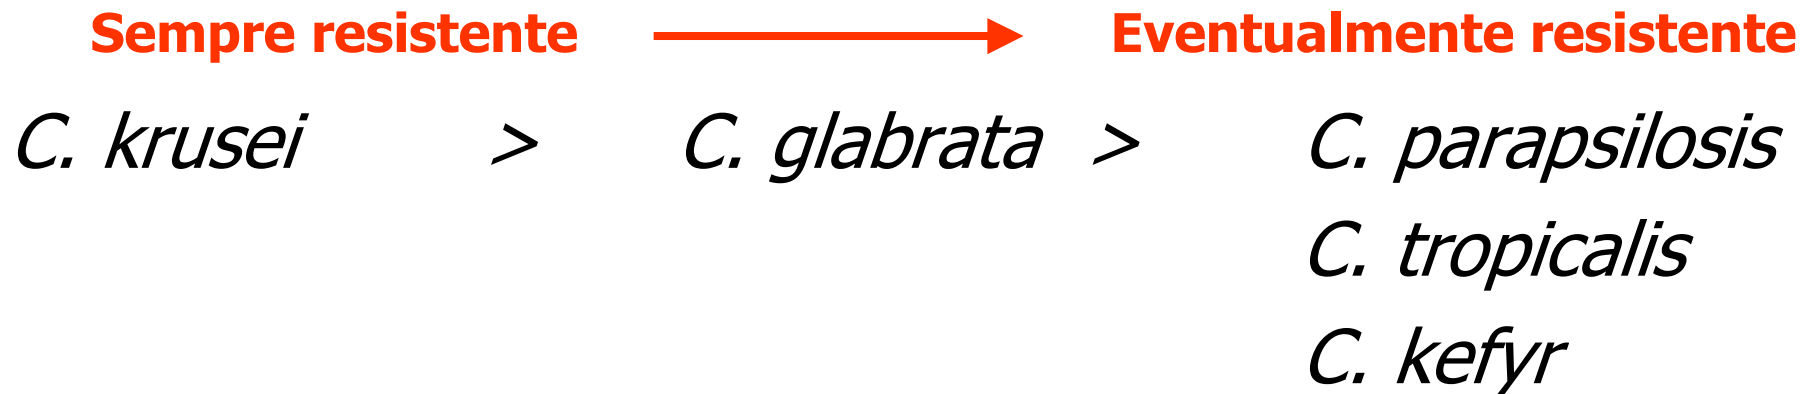 Sempre resistente Eventualmente resistente
C. krusei > C. glabrata > C. parapsilosis
C. tropicalis
C. kefyr